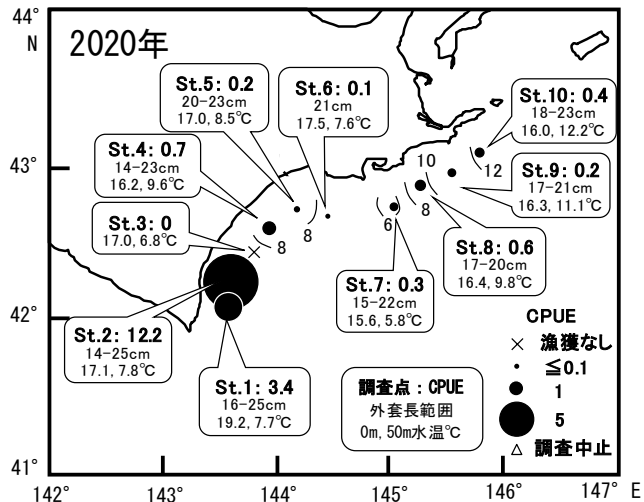 44°
N
2020年
St.5: 0.2
20-23cm
17.0, 8.5℃
St.6: 0.1
21cm
17.5, 7.6℃
St.10: 0.4
18-23cm
16.0, 12.2℃
St.4: 0.7
14-23cm
16.2, 9.6℃
43°
10
12
St.9: 0.2
17-21cm
16.3, 11.1℃
St.3: 0
17.0, 6.8℃
8
8
6
8
St.8: 0.6
17-20cm
16.4, 9.8℃
St.7: 0.3
15-22cm
15.6, 5.8℃
42°
St.2: 12.2
14-25cm
17.1, 7.8℃
St.1: 3.4
16-25cm
19.2, 7.7℃
調査点：CPUE
外套長範囲
0m, 50m水温℃
CPUE
× 漁獲なし
≦0.1
1
5
△ 調査中止
41°
142° 143° 144° 145° 146° 147° E